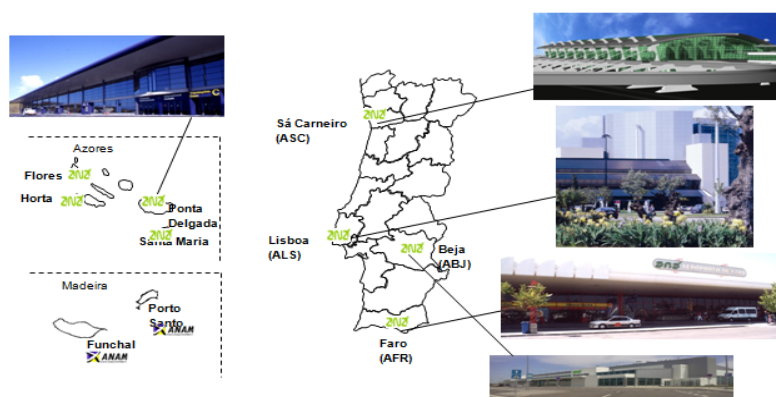 Azores
Flores
Horta
Ponta
Delgada
Santa Maria
Madeira
Porto
Santo
ANAM
Funchal
ANAM
Sá Carneiro
(ASC)
Lisboa
(ALS)
Beja
(ABJ)
Faro
(AFR)
C